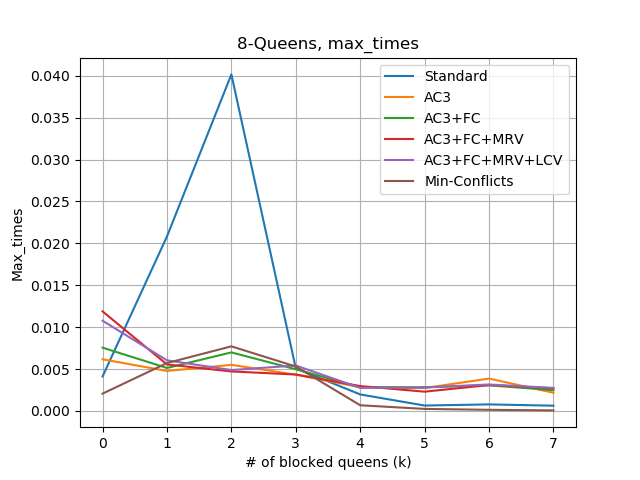 8-Queens, max_times
Standard
AC3
AC3+FC
AC3+FC+MRV
AC3+FC+MRV+LCV
Min-Conflicts
0.040
0.035
0.030
0.025
0.020
0.015
0.010
0.005
0.000
Max_times
0 1 2 3 4 5 6 7
# of blocked queens (k)